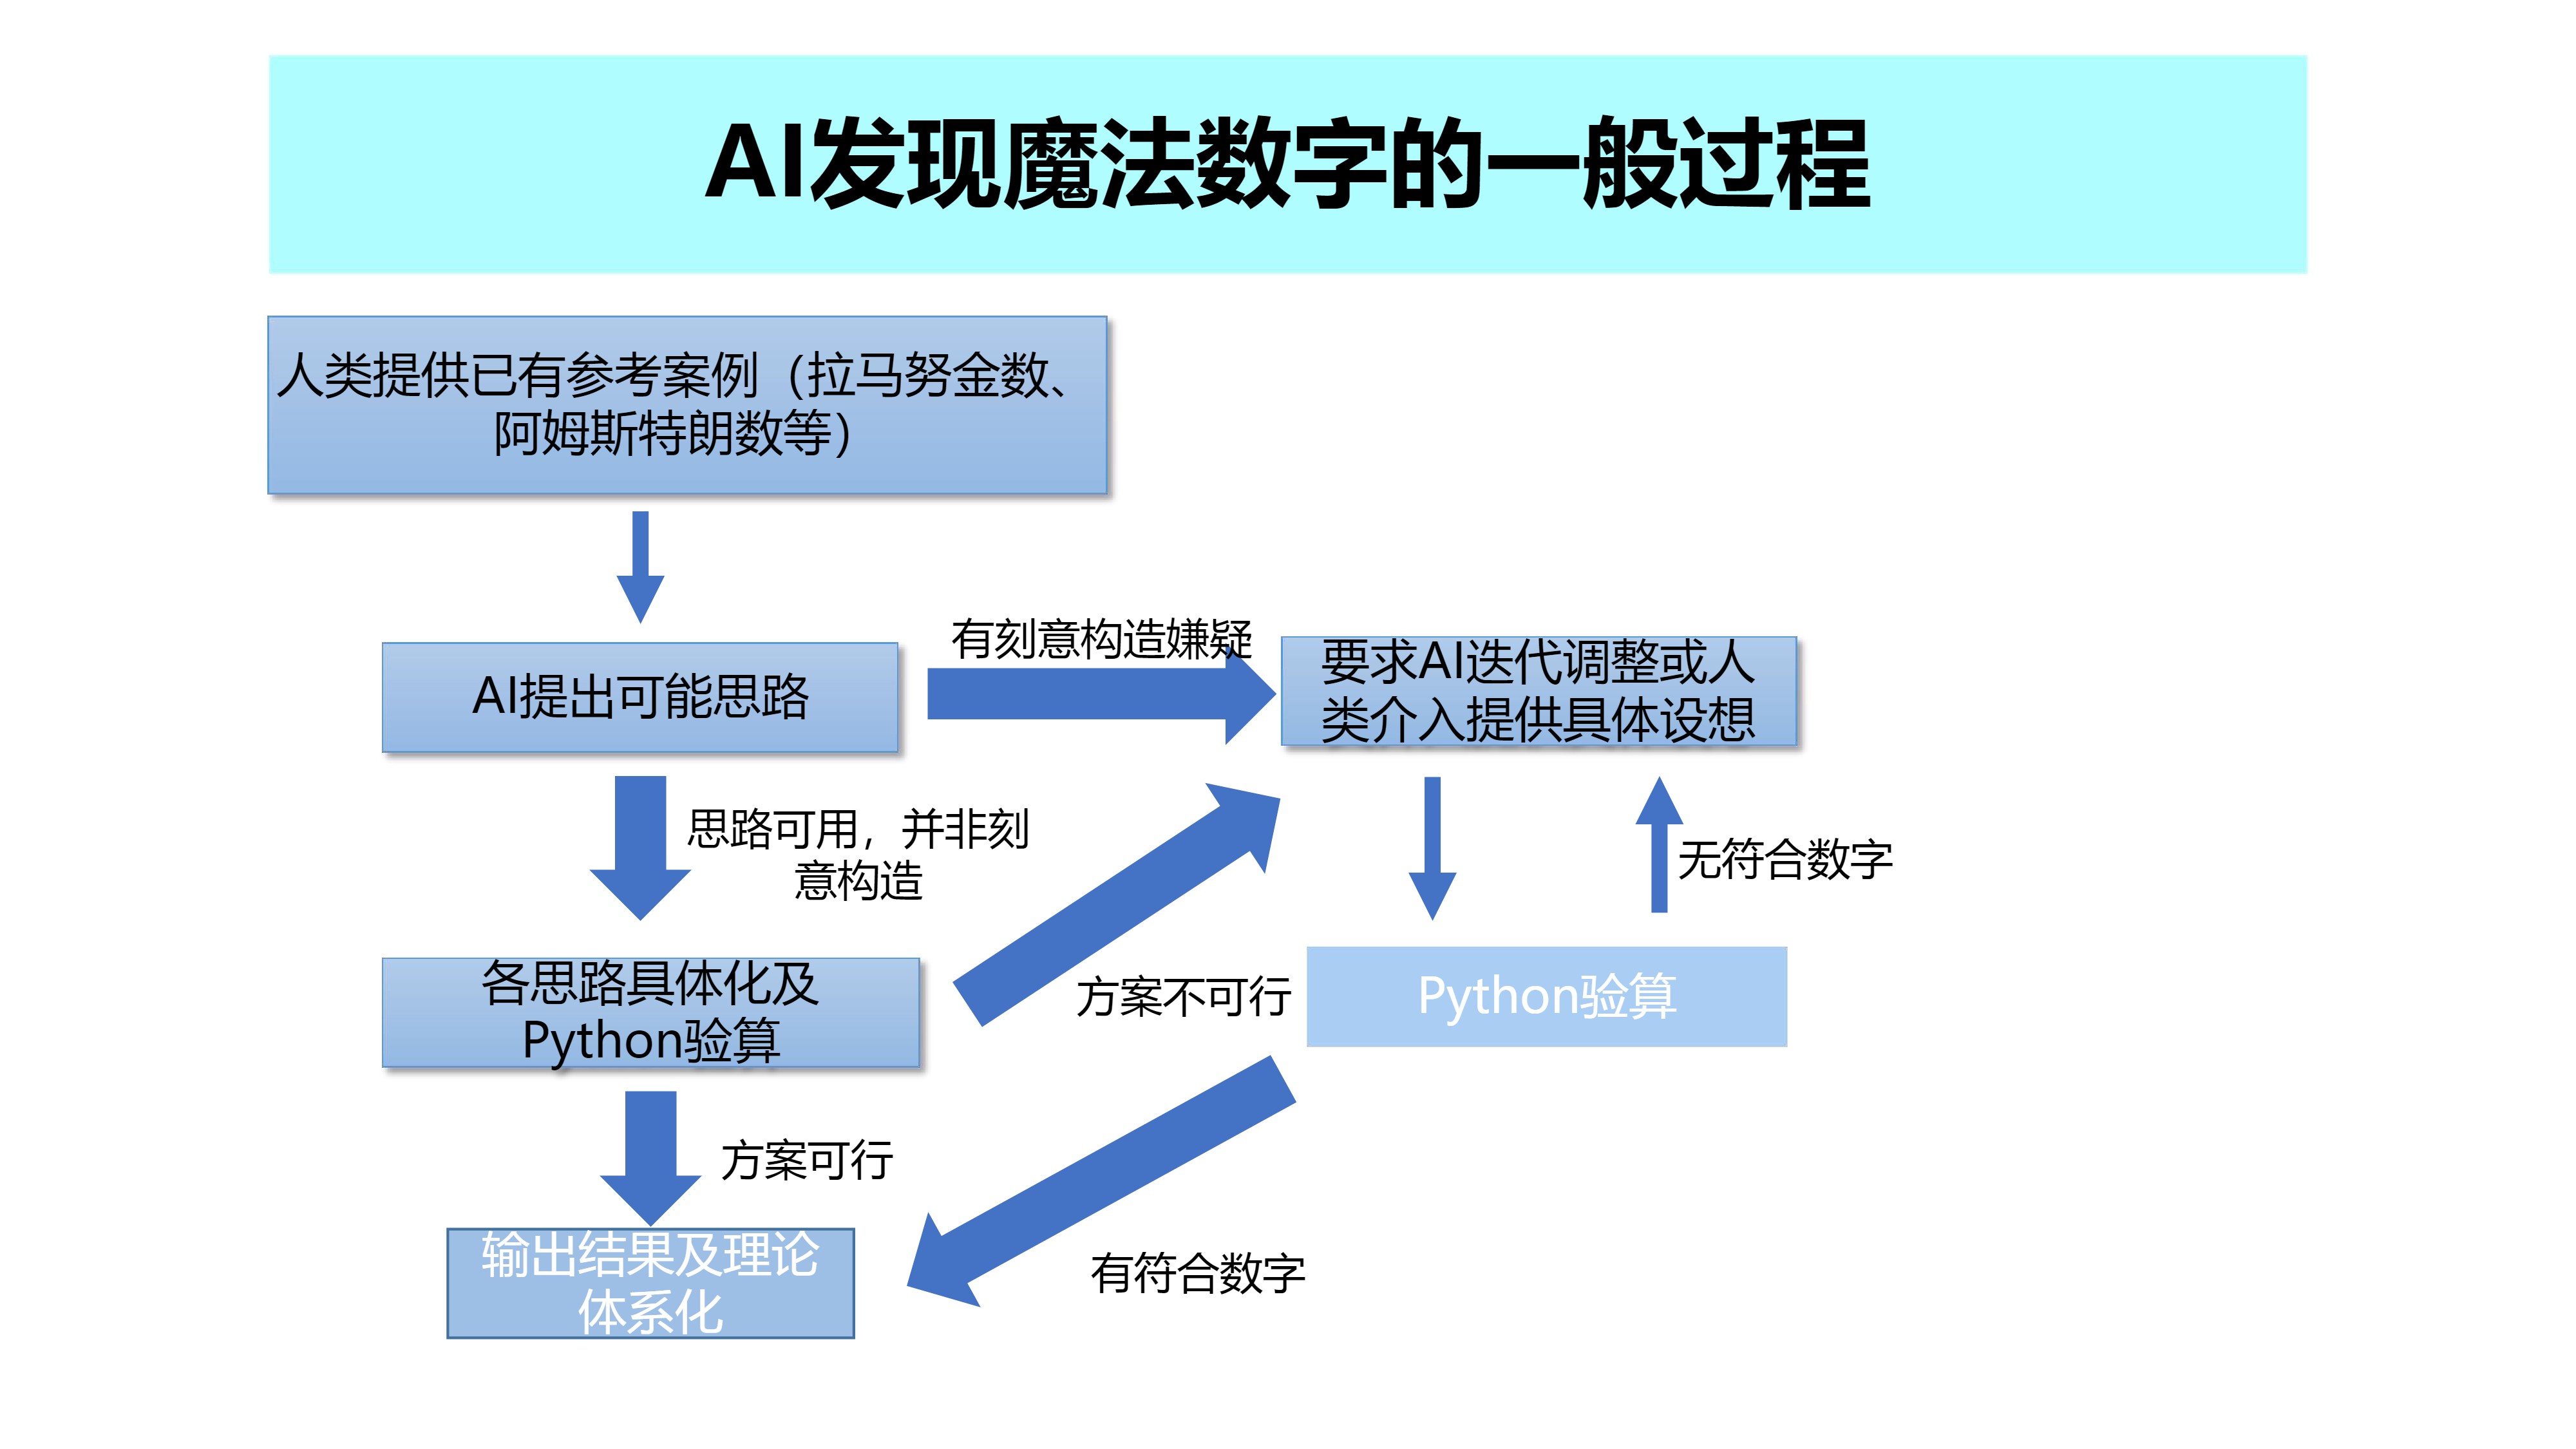 AI发现魔法数字的一般过程
人类提供已有参考案例（拉马努金数、
阿姆斯特朗数等）
AI提出可能思路
有刻意构造嫌疑
要求AI迭代调整或人
类介入提供具体设想
思路可用，并非刻
意构造
无符合数字
各思路具体化及
Python验算
方案不可行
Python验算
方案可行
有符合数字
输出结果及理论
体系化